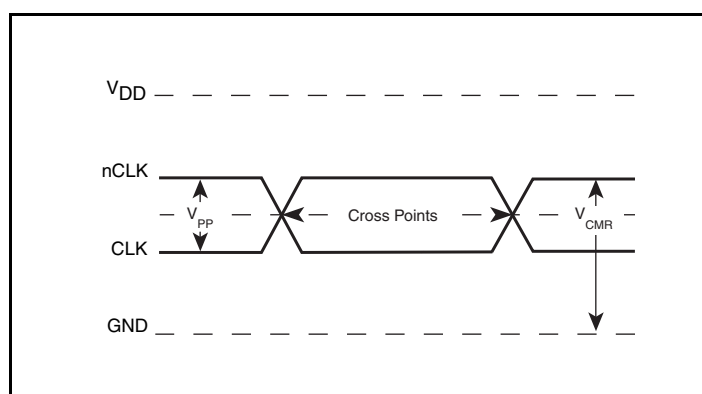 VDD
nCLK
VPP
Cross Points
VCMR
CLK
GND